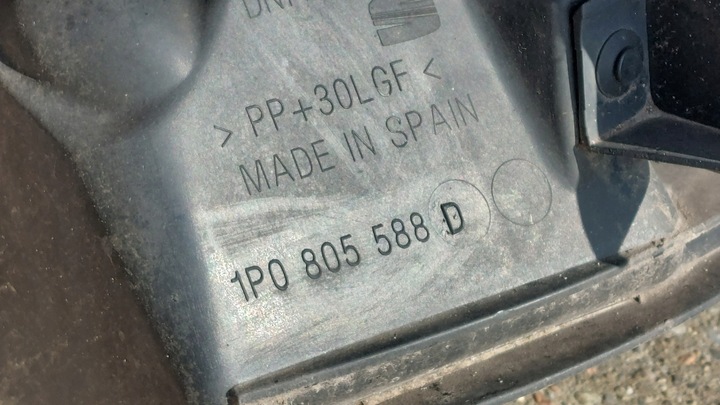 > PP+30LGF <
MADE IN SPAIN
1P0 805 588 D